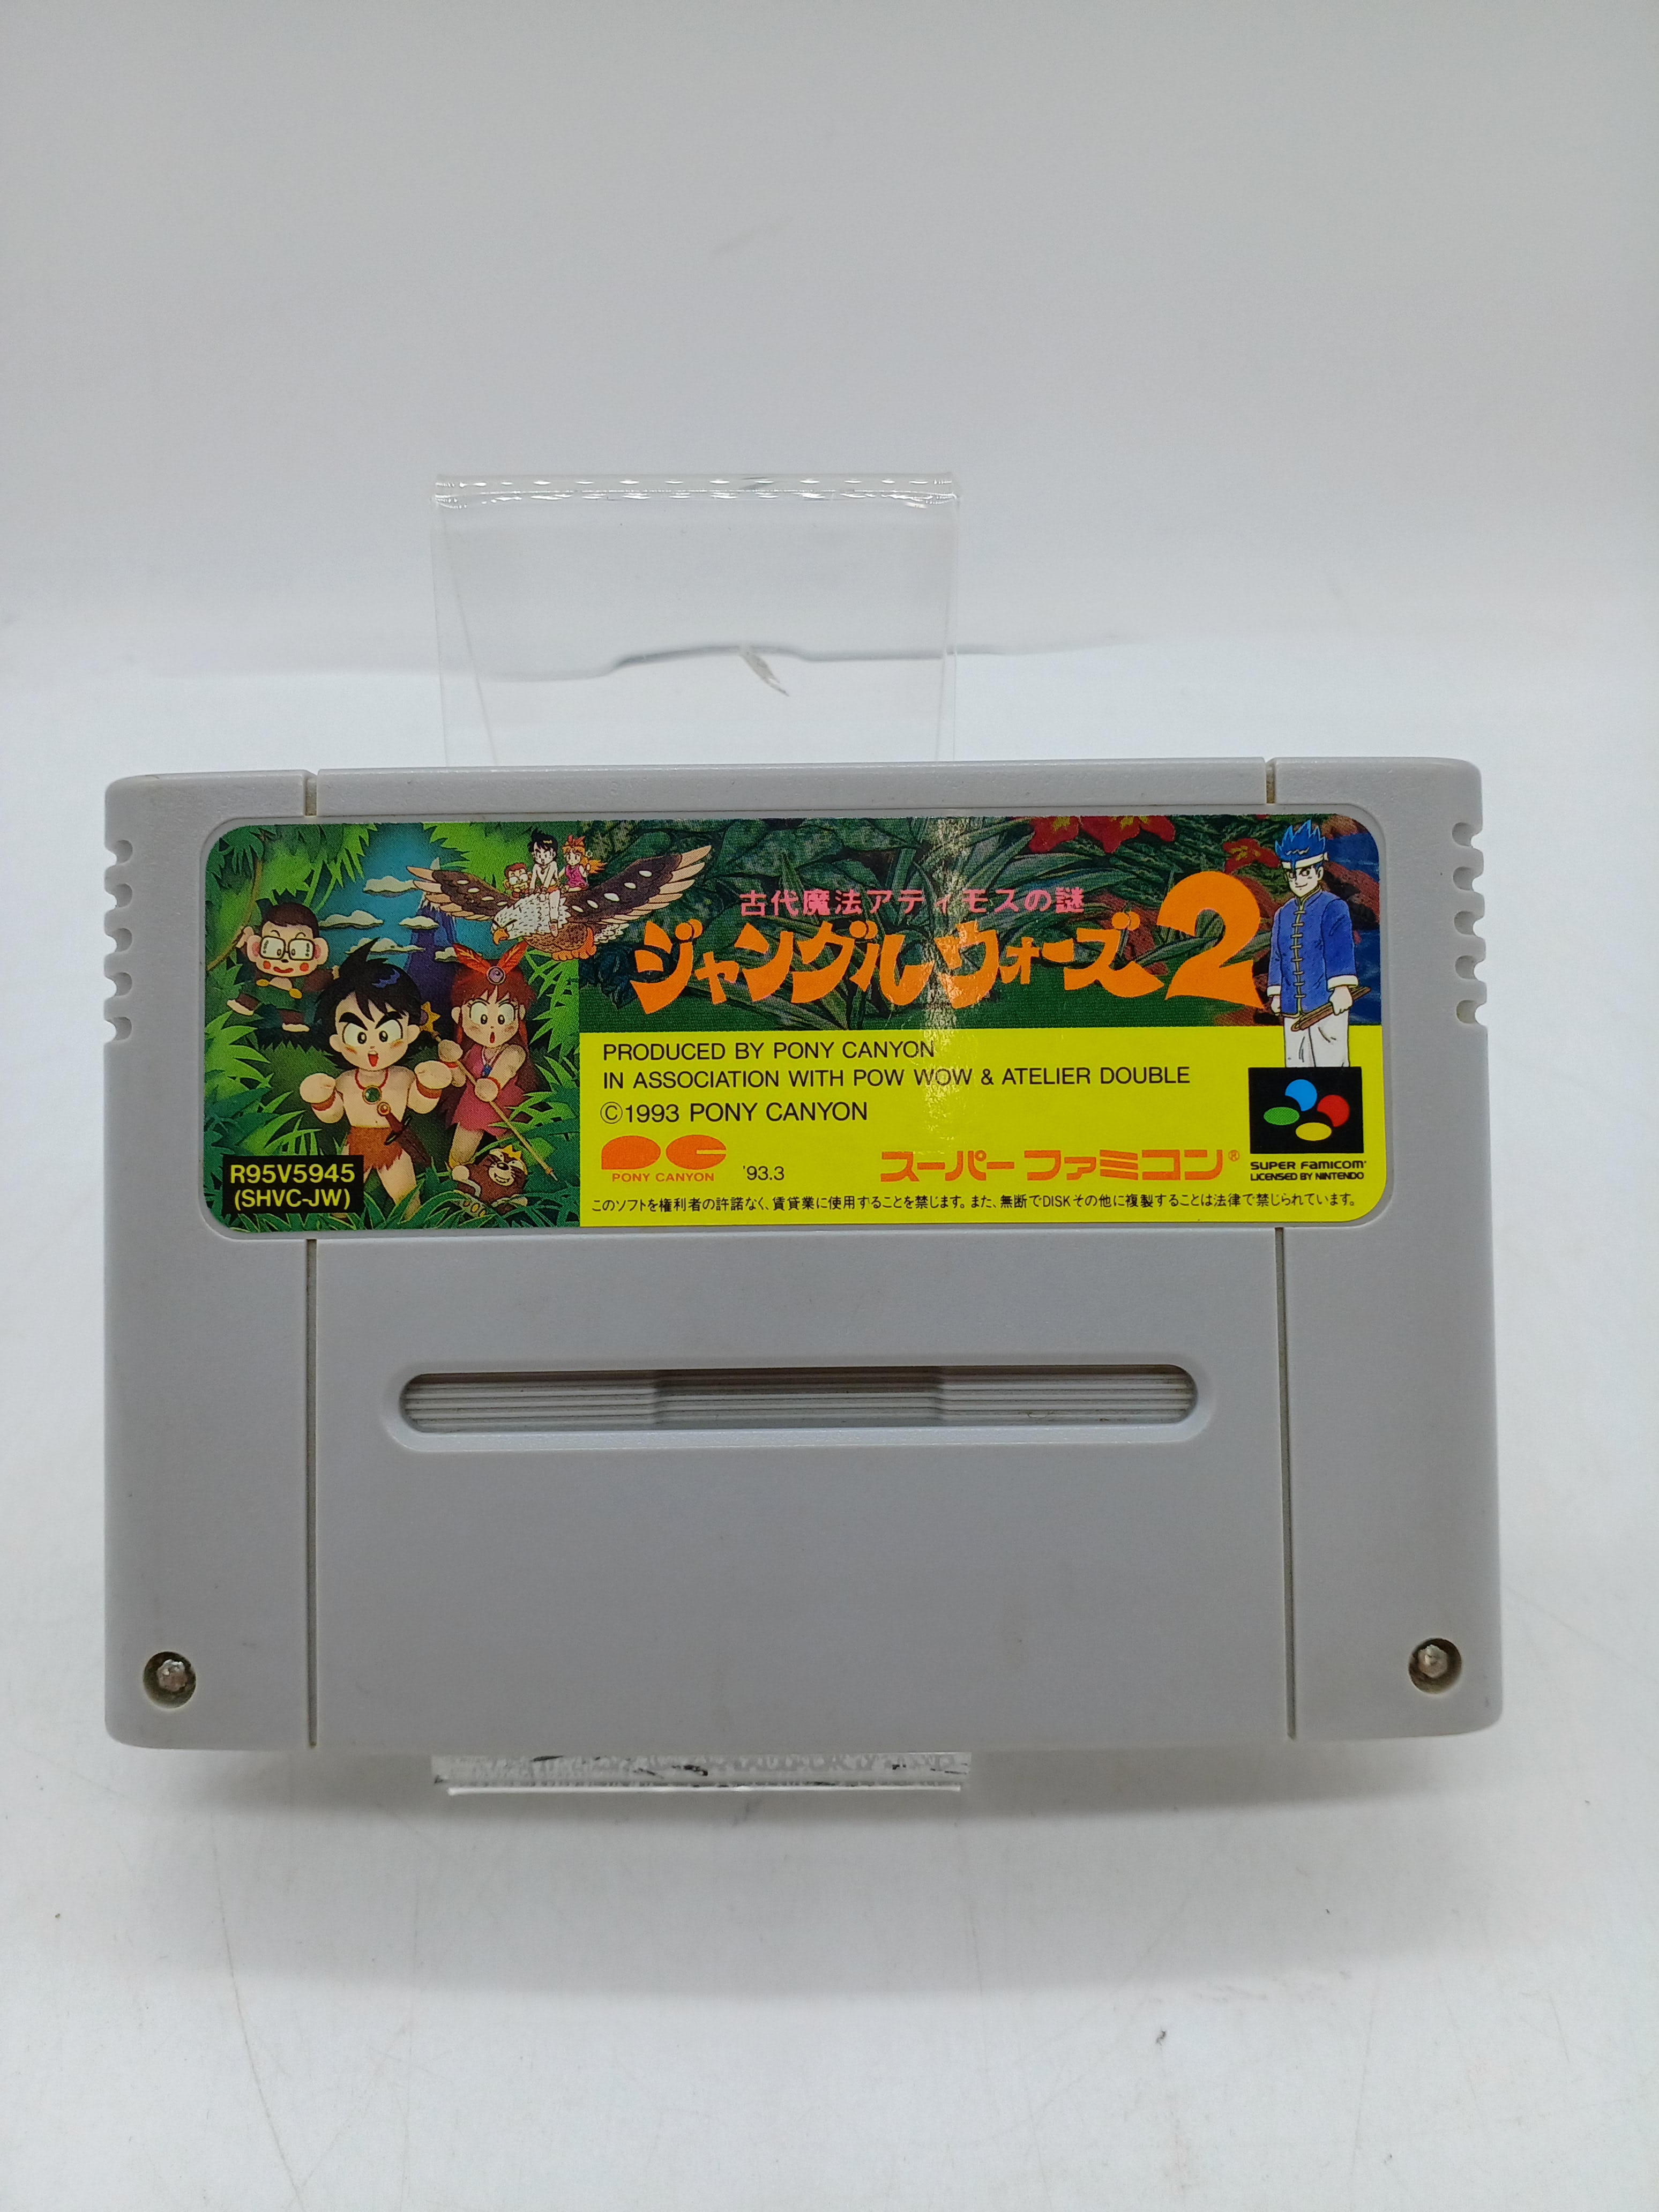 古代魔法アティモスの謎
ジャングルウォーズ2
PRODUCED BY PONY CANYON
IN ASSOCIATION WITH POW WOW & ATELIER DOUBLE
©1993 PONY CANYON
PONY CANYON '93.3
スーパーファミコン®
SUPER FAMICOM
LICENSED BY NINTENDO
R95V5945
(SHVC-JW)
このソフトを権利者の許諾なく、賃貸業に使用することを禁じます。また、無断でDISKその他に複製することは法律で禁じられています。